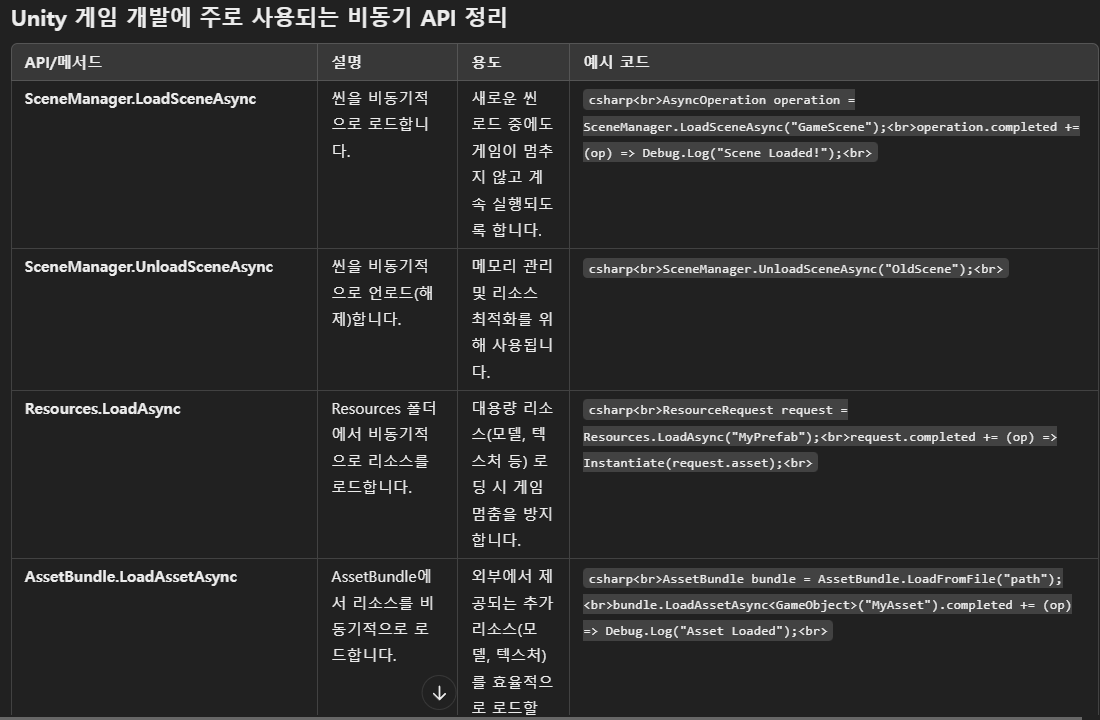 Unity 게임 개발에 주로 사용되는 비동기 API 정리
API/메서드
설명
용도
예시 코드
SceneManager.LoadSceneAsync
씬을 비동기적
으로 로드합니
다.
새로운 씬
로드 중에도
게임이 멈추
지 않고 계
속 실행되도
록 합니다.
csharp<br>AsyncOperation operation =
SceneManager.LoadSceneAsync("GameScene");<br>operation.completed +=
(op) => Debug.Log("Scene Loaded!");<br>
SceneManager.UnloadSceneAsync
씬을 비동기적
으로 언로드(해
제)합니다.
메모리 관리
및 리소스
최적화를 위
해 사용됩니
다.
csharp<br>SceneManager.UnloadSceneAsync("OldScene");<br>
Resources.LoadAsync
Resources 폴더
에서 비동기적
으로 리소스를
로드합니다.
대용량 리소
스(모델, 텍
스처 등) 로
딩 시 게임
멈춤을 방지
합니다.
csharp<br>ResourceRequest request =
Resources.LoadAsync("MyPrefab");<br>request.completed += (op) =>
Instantiate(request.asset);<br>
AssetBundle.LoadAssetAsync
AssetBundle에
서 리소스를 비
동기적으로 로
드합니다.
외부에서 제
공되는 추가
리소스(모
델, 텍스처)
를 효율적으
로 로드할
csharp<br>AssetBundle bundle = AssetBundle.LoadFromFile("path");
<br>bundle.LoadAssetAsync<GameObject>("MyAsset").completed += (op)
=> Debug.Log("Asset Loaded");<br>